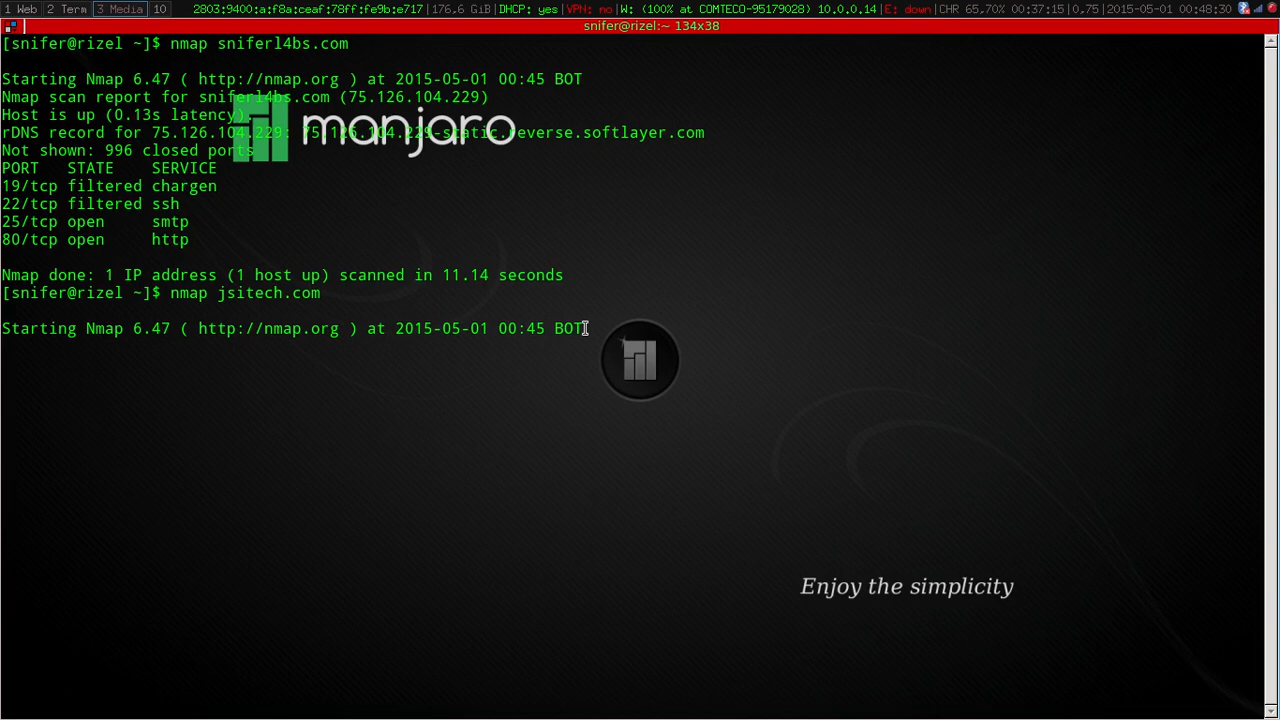 1 Web 2 Term 3 Media 10 2803:9400:a:f8a:ceaf:78ff:fe9b:e717|176.6 GiB|DHCP: yes|VPN: no|W: (100% at COMTECO-95179028) 10.0.0.14|E: down|CHR 65,70% 00:37:15|0,75|2015-05-01 00:48:30
snifer@rizel:~ 134x38
[snifer@rizel ~]$ nmap sniferl4bs.com
Starting Nmap 6.47 ( http://nmap.org ) at 2015-05-01 00:45 BOT
Nmap scan report for sniferl4bs.com (75.126.104.229)
Host is up (0.13s latency).
rDNS record for 75.126.104.229: 75.126.104.229-static.reverse.softlayer.com
manjaro
Not shown: 996 closed ports
PORT STATE SERVICE
19/tcp filtered chargen
22/tcp filtered ssh
25/tcp open smtp
80/tcp open http
Nmap done: 1 IP address (1 host up) scanned in 11.14 seconds
[snifer@rizel ~]$ nmap jsitech.com
Starting Nmap 6.47 ( http://nmap.org ) at 2015-05-01 00:45 BOT
Enjoy the simplicity